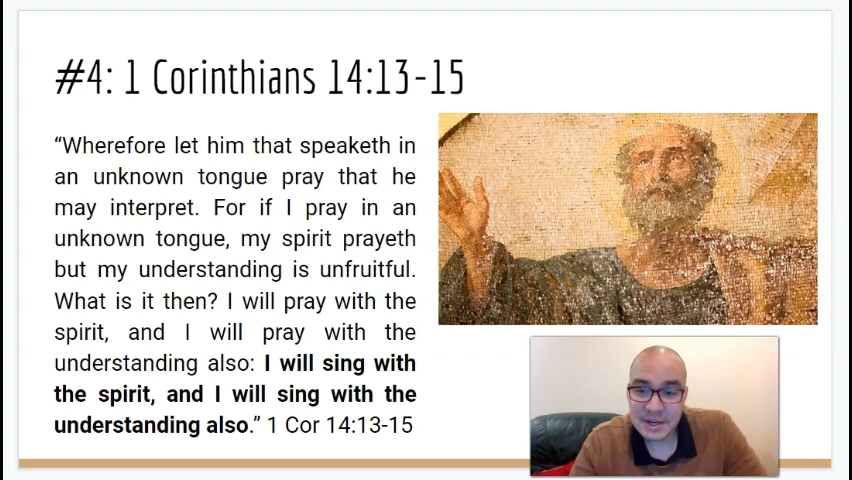 #4: 1 Corinthians 14:13-15
“Wherefore let him that speaketh in
an unknown tongue pray that he
may interpret. For if I pray in an
unknown tongue, my spirit prayeth
but my understanding is unfruitful.
What is it then? I will pray with the
spirit, and I will pray with the
understanding also: I will sing with
the spirit, and I will sing with the
understanding also.” 1 Cor 14:13-15